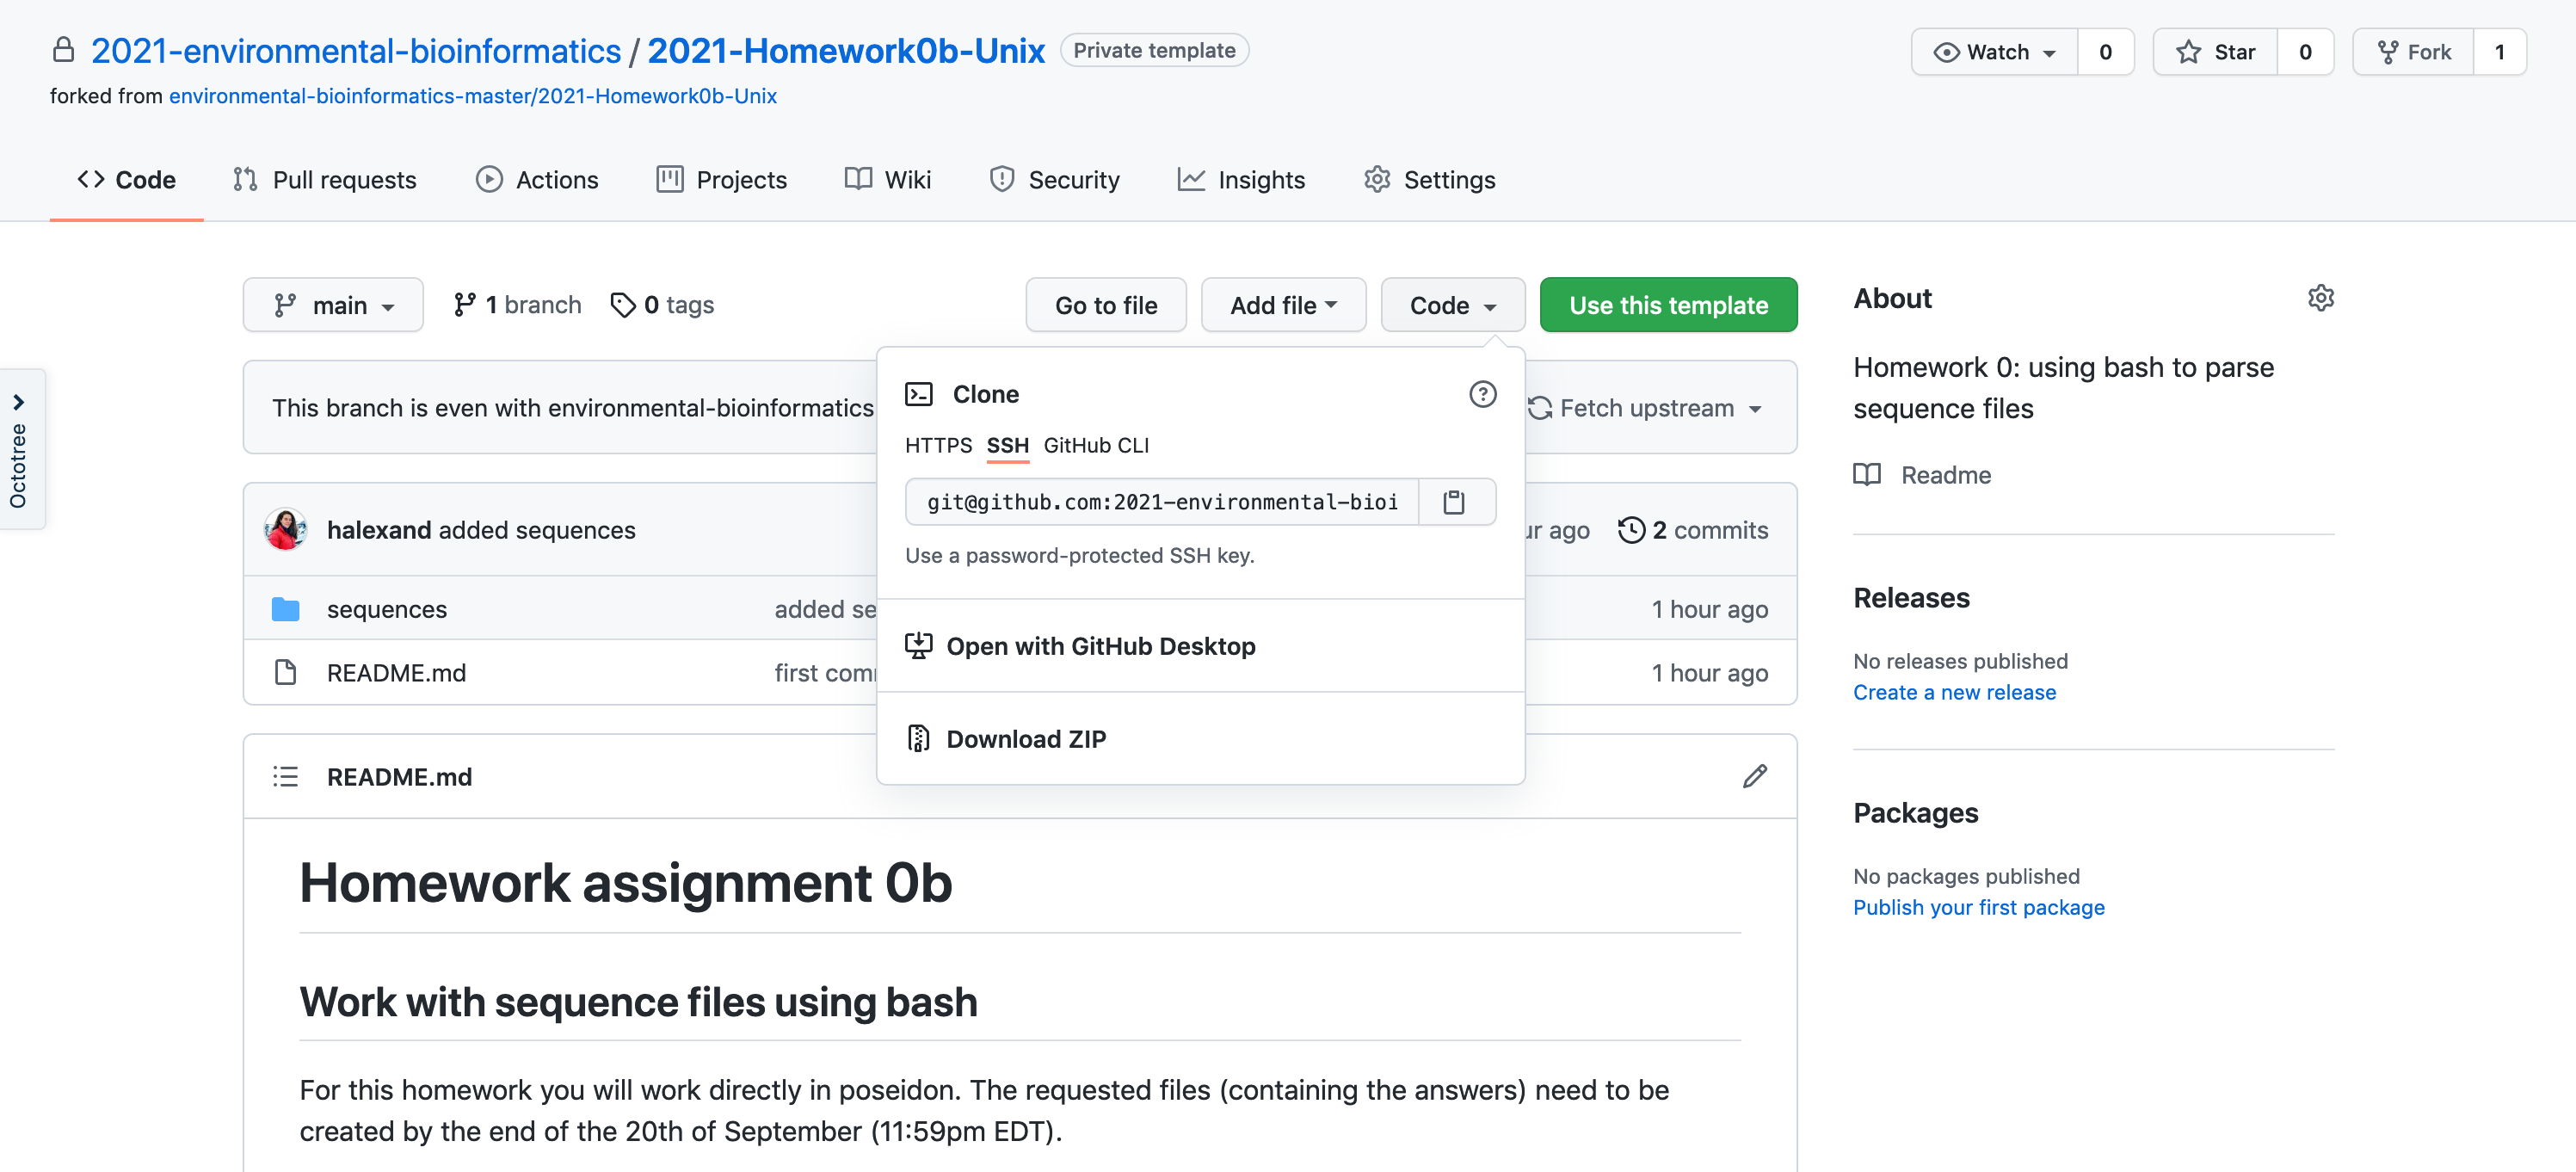 2021-environmental-bioinformatics / 2021-Homework0b-Unix Private template
Watch 0 Star 0 Fork 1
forked from environmental-bioinformatics-master/2021-Homework0b-Unix
Code Pull requests Actions Projects Wiki Security Insights Settings
main 1 branch 0 tags Go to file Add file Code Use this template
This branch is even with environmental-bioinformatics
Fetch upstream
Clone
HTTPS SSH GitHub CLI
git@github.com:2021-environmental-bioi
Use a password-protected SSH key.
Open with GitHub Desktop
Download ZIP
Octotree
halexand added sequences
ago 2 commits
sequences added 1 hour ago
README.md first 1 hour ago
README.md
Homework assignment 0b
Work with sequence files using bash
For this homework you will work directly in poseidon. The requested files (containing the answers) need to be
created by the end of the 20th of September (11:59pm EDT).
About
Homework 0: using bash to parse
sequence files
Readme
Releases
No releases published
Create a new release
Packages
No packages published
Publish your first package